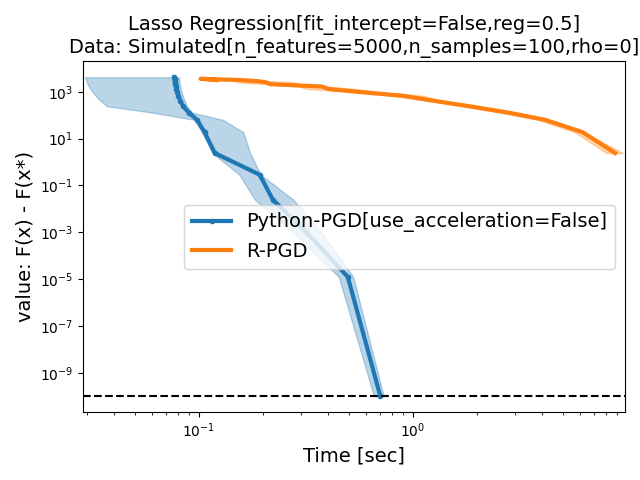 Lasso Regression[fit_intercept=False,reg=0.5]
Data: Simulated[n_features=5000,n_samples=100,rho=0]
value: F(x) - F(x*)
10^3
10^1
10^-1
10^-3
10^-5
10^-7
10^-9
Python-PGD[use_acceleration=False]
R-PGD
10^-1
10^0
Time [sec]